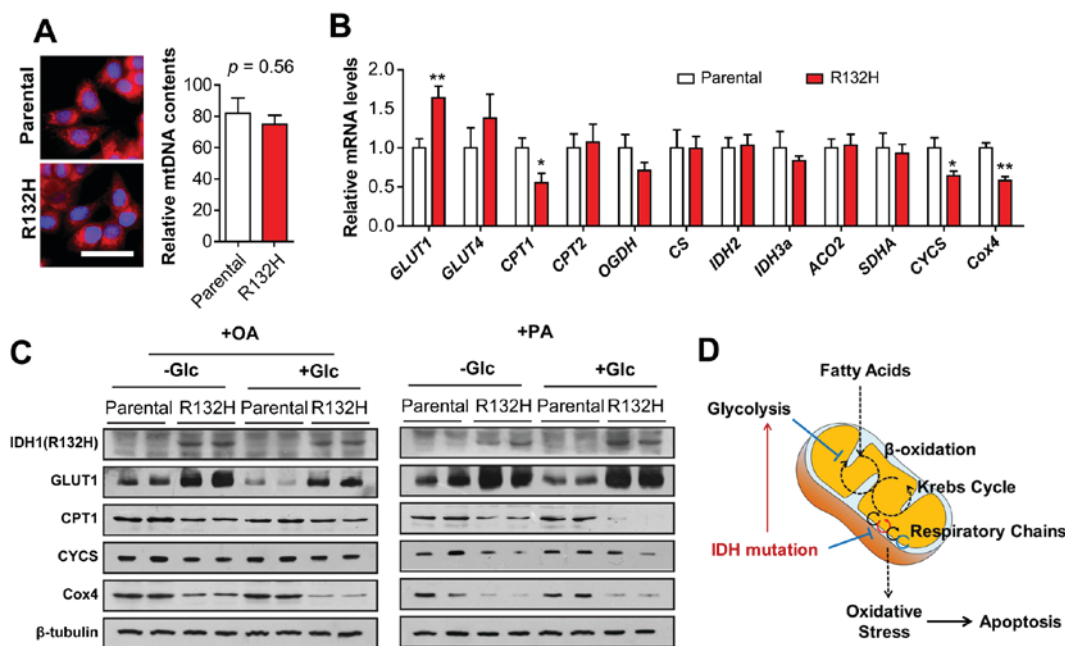 A
Parental
R132H
p = 0.56
Relative mtDNA contents
100
80
60
40
20
0
Parental
R132H
B
Parental
R132H
Relative mRNA levels
2.0
1.5
1.0
0.5
0.0
** * * **
GLUT1 GLUT4 CPT1 CPT2 OGDH CS IDH2 IDH3a ACO2 SDHA CYCS Cox4
C
+OA +PA
-Glc +Glc -Glc +Glc
Parental R132H Parental R132H Parental R132H Parental R132H
IDH1(R132H)
GLUT1
CPT1
CYCS
Cox4
β-tubulin
D
Fatty Acids
Glycolysis
β-oxidation
Krebs Cycle
Respiratory Chains
IDH mutation
Oxidative
Stress
Apoptosis